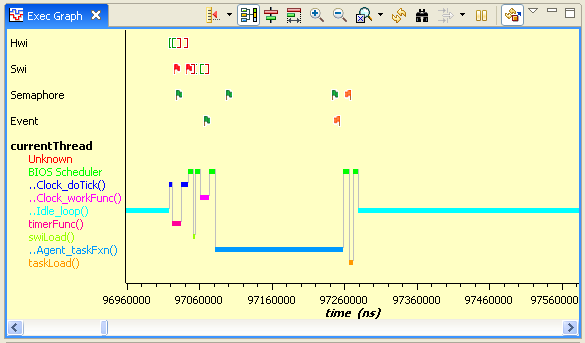 Exec Graph
Hwi
Swi
Semaphore
Event
currentThread
Unknown
BIOS Scheduler
..Clock_doTick()
..Clock_workFunc()
..Idle_loop()
timerFunc()
swiLoad()
..Agent_taskFxn()
taskLoad()
96960000 97060000 97160000 97260000 97360000 97460000 97560000
time (ns)